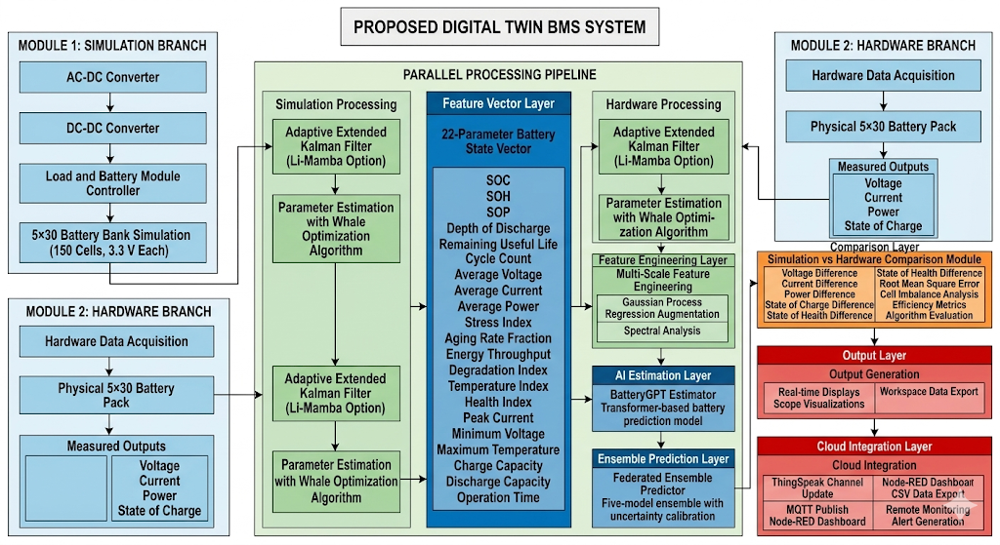 PROPOSED DIGITAL TWIN BMS SYSTEM
MODULE 1: SIMULATION BRANCH
AC-DC Converter
DC-DC Converter
Load and Battery Module
Controller
5×30 Battery Bank Simulation
(150 Cells, 3.3 V Each)
MODULE 2: HARDWARE BRANCH
Hardware Data Acquisition
Physical 5×30 Battery
Pack
Measured Outputs
Voltage
Current
Power
State of Charge
PARALLEL PROCESSING PIPELINE
Simulation Processing
Adaptive Extended
Kalman Filter
(Li-Mamba Option)
Parameter Estimation
with Whale Optimization
Algorithm
Adaptive Extended
Kalman Filter
(Li-Mamba Option)
Parameter Estimation
with Whale Optimization
Algorithm
Feature Vector Layer
22-Parameter Battery
State Vector
SOC
SOH
SOP
Depth of Discharge
Remaining Useful Life
Cycle Count
Average Voltage
Average Current
Average Power
Stress Index
Aging Rate Fraction
Energy Throughput
Degradation Index
Temperature Index
Health Index
Peak Current
Minimum Voltage
Maximum Temperature
Charge Capacity
Discharge Capacity
Operation Time
Hardware Processing
Adaptive Extended
Kalman Filter
(Li-Mamba Option)
Parameter Estimation
with Whale Optimi-
zation Algorithm
Feature Engineering Layer
Multi-Scale Feature
Engineering
Gaussian Process
Regression Augmentation
Spectral Analysis
AI Estimation Layer
BatteryGPT Estimator
Transformer-based battery
prediction model
Ensemble Prediction Layer
Federated Ensemble
Predictor
Five-model ensemble with
uncertainty calibration
MODULE 2: HARDWARE BRANCH
Hardware Data Acquisition
Physical 5×30 Battery Pack
Measured Outputs
Voltage
Current
Power
State of Charge
Comparison Layer
Simulation vs Hardware Comparison Module
Voltage Difference
Current Difference
Power Difference
State of Charge Difference
State of Health Difference
State of Health Difference
Root Mean Square Error
Cell Imbalance Analysis
Efficiency Metrics
Algorithm Evaluation
Output Layer
Output Generation
Real-time Displays
Scope Visualizations
Workspace Data Export
Cloud Integration Layer
Cloud Integration
ThingSpeak Channel
Update
Node-RED Dashboar
CSV Data Export
MQTT Publish
Node-RED Dashboard
Remote Monitoring
Alert Generation